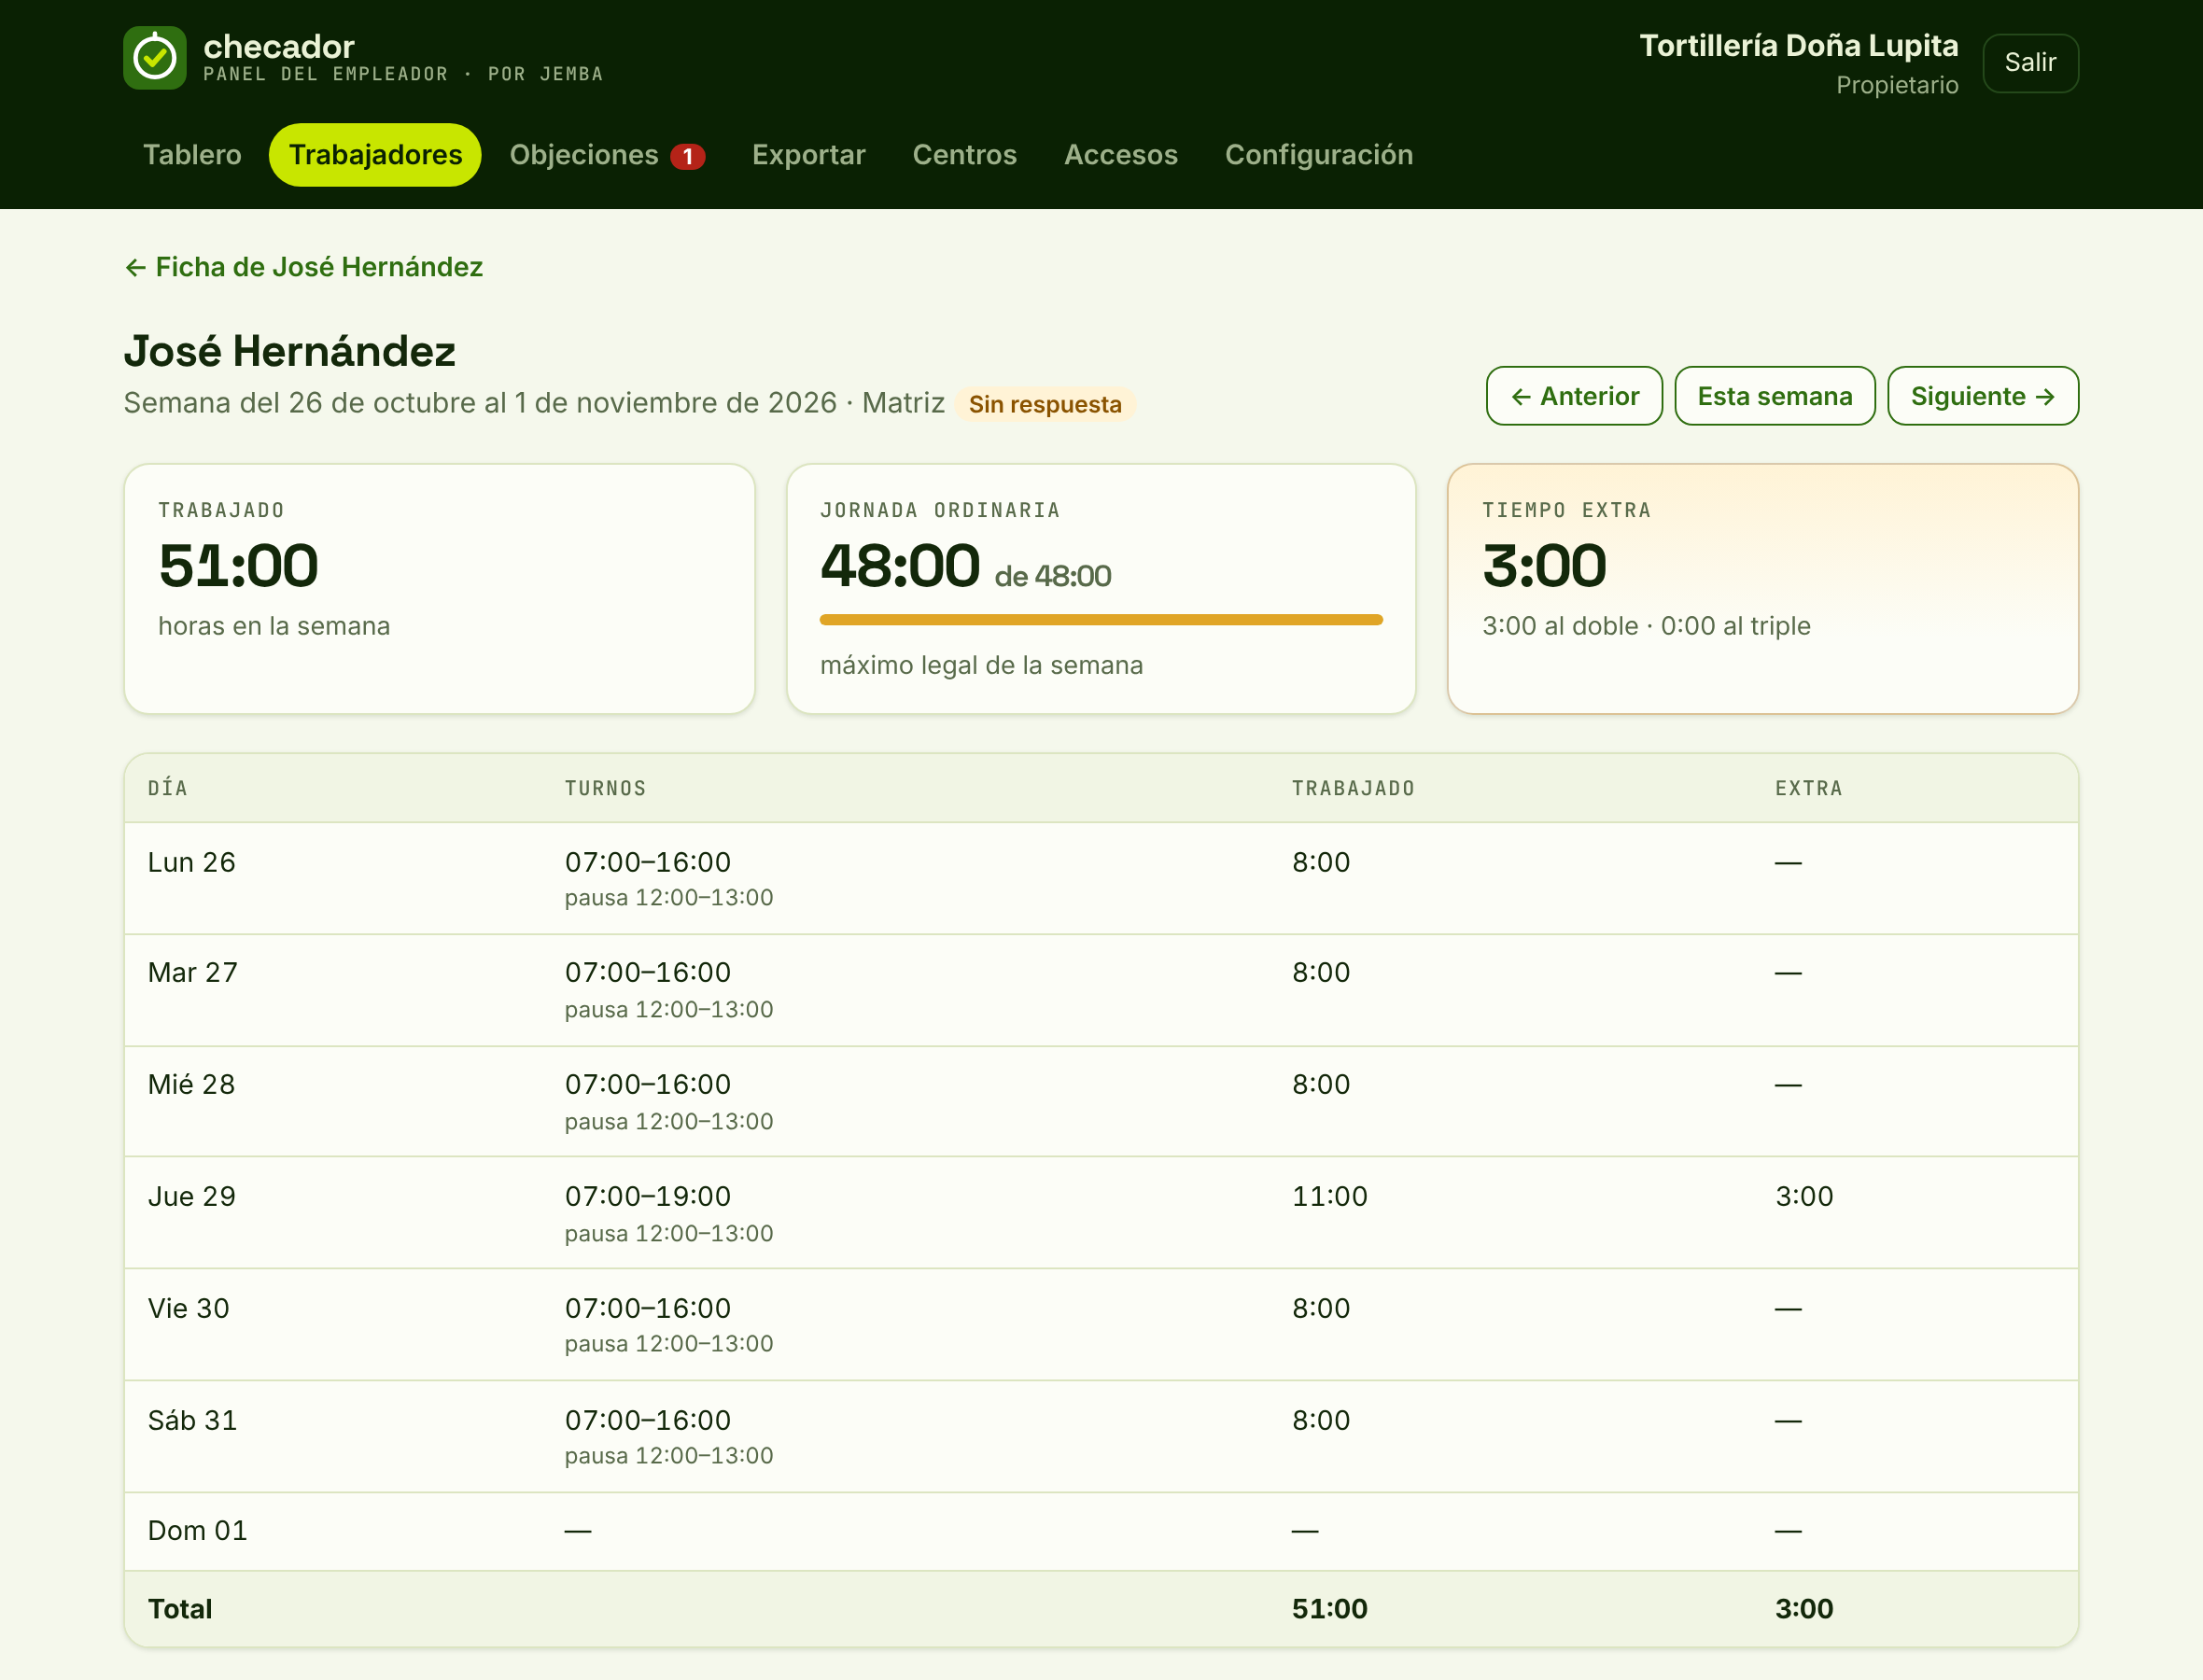 checador
PANEL DEL EMPLEADOR · POR JEMBA
Tortillería Doña Lupita
Propietario
Salir
Tablero Trabajadores Objeciones 1 Exportar Centros Accesos Configuración
← Ficha de José Hernández
José Hernández
Semana del 26 de octubre al 1 de noviembre de 2026 · Matriz Sin respuesta
← Anterior Esta semana Siguiente →
TRABAJADO
51:00
horas en la semana
JORNADA ORDINARIA
48:00 de 48:00
máximo legal de la semana
TIEMPO EXTRA
3:00
3:00 al doble · 0:00 al triple
DÍA TURNOS TRABAJADO EXTRA
Lun 26 07:00–16:00 8:00 —
pausa 12:00–13:00
Mar 27 07:00–16:00 8:00 —
pausa 12:00–13:00
Mié 28 07:00–16:00 8:00 —
pausa 12:00–13:00
Jue 29 07:00–19:00 11:00 3:00
pausa 12:00–13:00
Vie 30 07:00–16:00 8:00 —
pausa 12:00–13:00
Sáb 31 07:00–16:00 8:00 —
pausa 12:00–13:00
Dom 01 — — —
Total 51:00 3:00